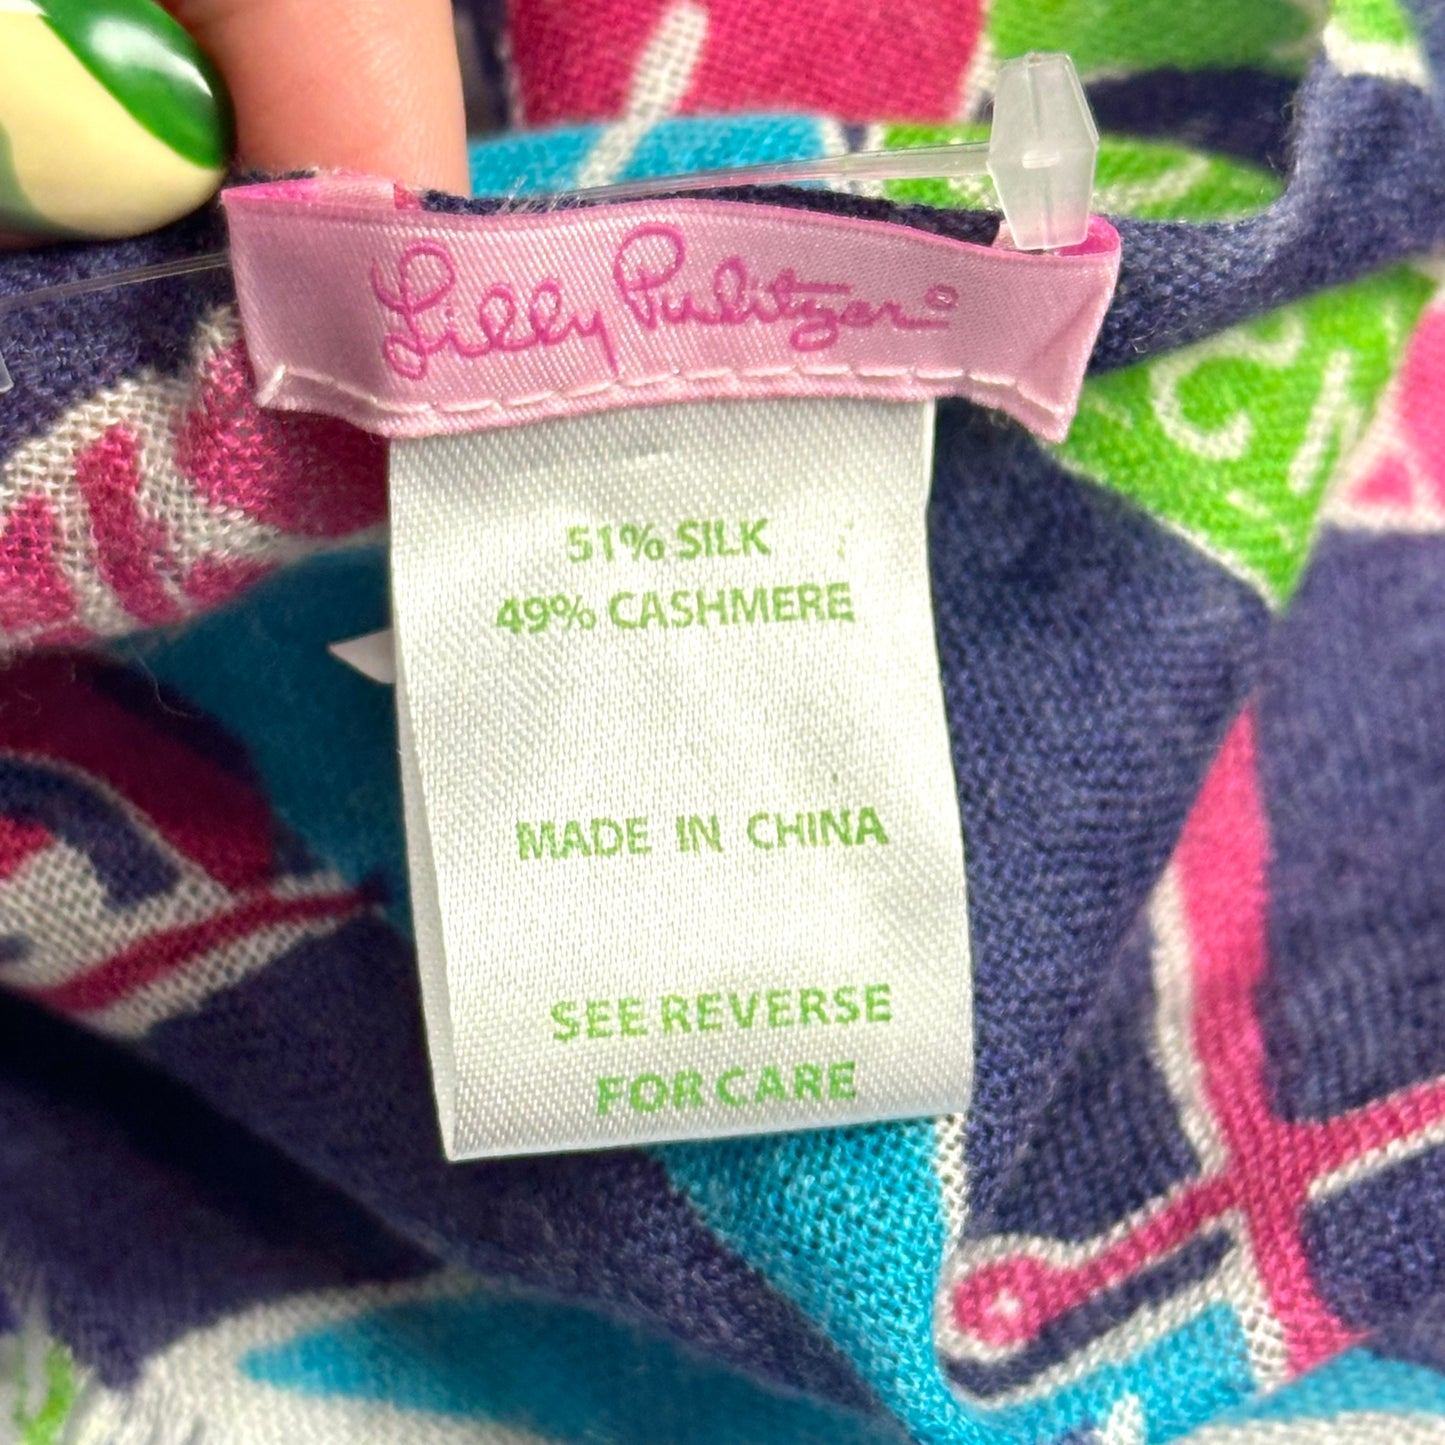 Lilly Pulitzer®
51% SILK
49% CASHMERE
MADE IN CHINA
SEE REVERSE
FOR CARE